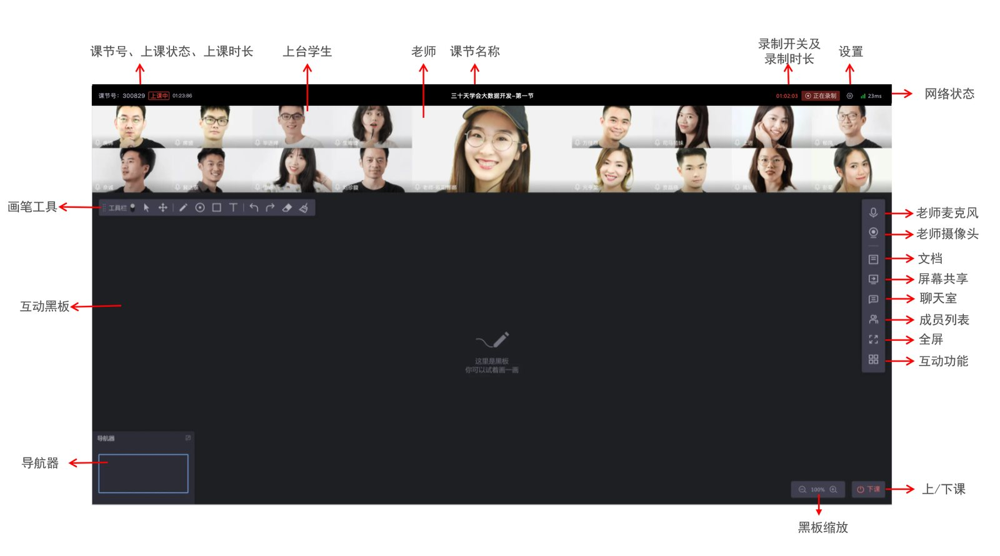 课节号、上课状态、上课时长
上台学生
老师
课节名称
录制开关及
录制时长
设置
课节号：300829 上课中 01:23:86
三十天学会大数据开发-第一节
01:02:03 正在录制 23ms
网络状态
画笔工具
工具栏
老师麦克风
老师摄像头
文档
屏幕共享
聊天室
成员列表
全屏
互动功能
互动黑板
这里是黑板
你可以试着画一画
导航器
导航器
100%
下课
上/下课
黑板缩放